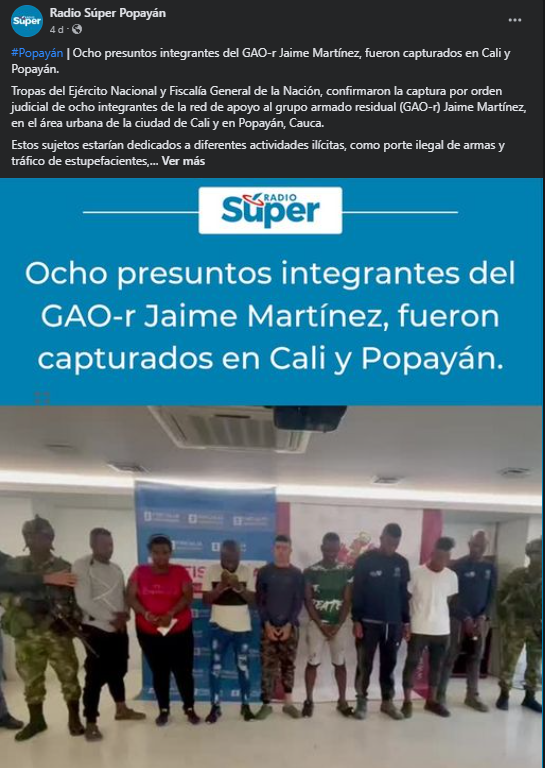 Radio Súper Popayán
4 d ·
#Popayán | Ocho presuntos integrantes del GAO-r Jaime Martínez, fueron capturados en Cali y
Popayán.
Tropas del Ejército Nacional y Fiscalía General de la Nación, confirmaron la captura por orden
judicial de ocho integrantes de la red de apoyo al grupo armado residual (GAO-r) Jaime Martínez,
en el área urbana de la ciudad de Cali y en Popayán, Cauca.
Estos sujetos estarían dedicados a diferentes actividades ilícitas, como porte ilegal de armas y
tráfico de estupefacientes,... Ver más
RADIO
Súper
Ocho presuntos integrantes del
GAO-r Jaime Martínez, fueron
capturados en Cali y Popayán.